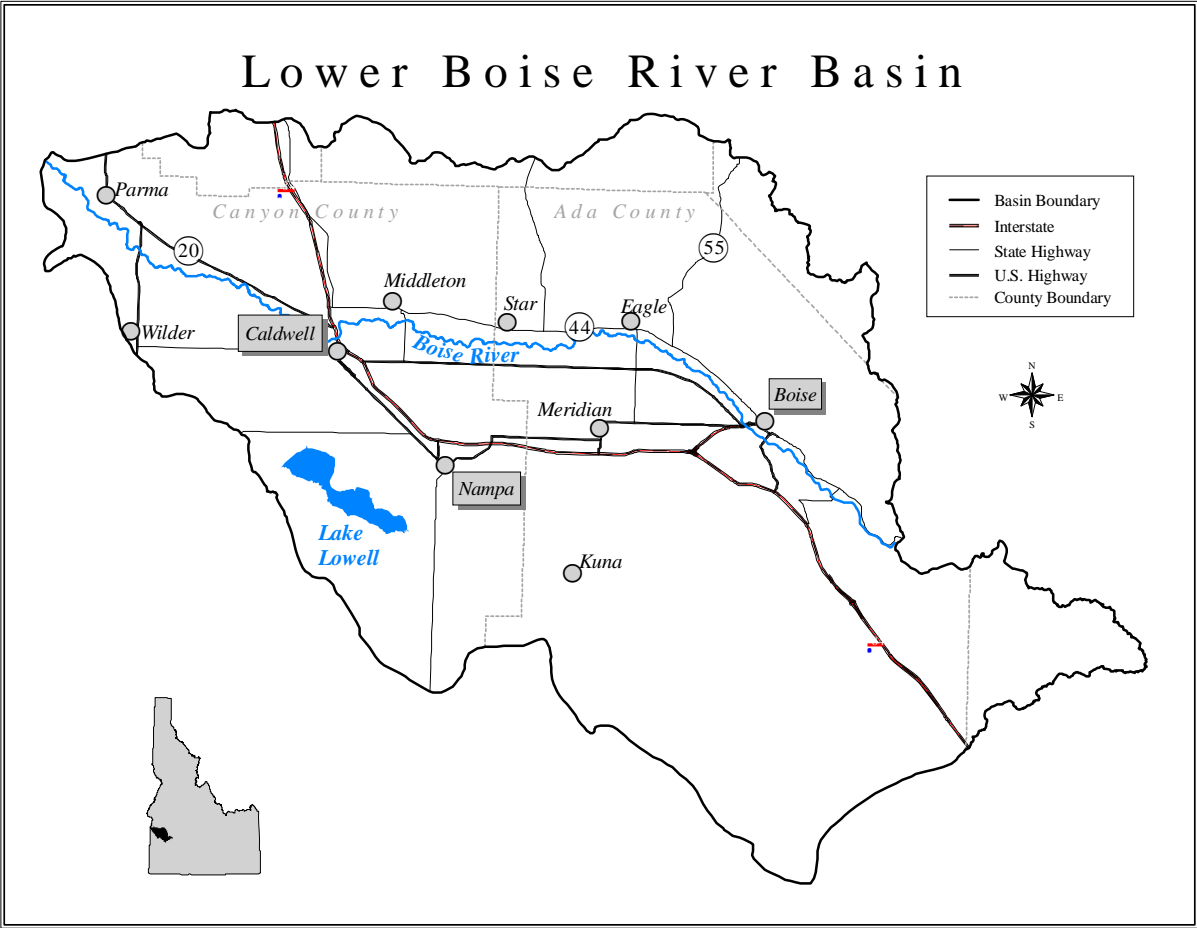 Lower Boise River Basin
Parma
Canyon County
Ada County
20
55
Basin Boundary
Interstate
State Highway
U.S. Highway
County Boundary
Middleton
Star
Eagle
44
Wilder
Caldwell
Boise River
Boise
Meridian
N
W
E
S
Nampa
Lake
Lowell
Kuna